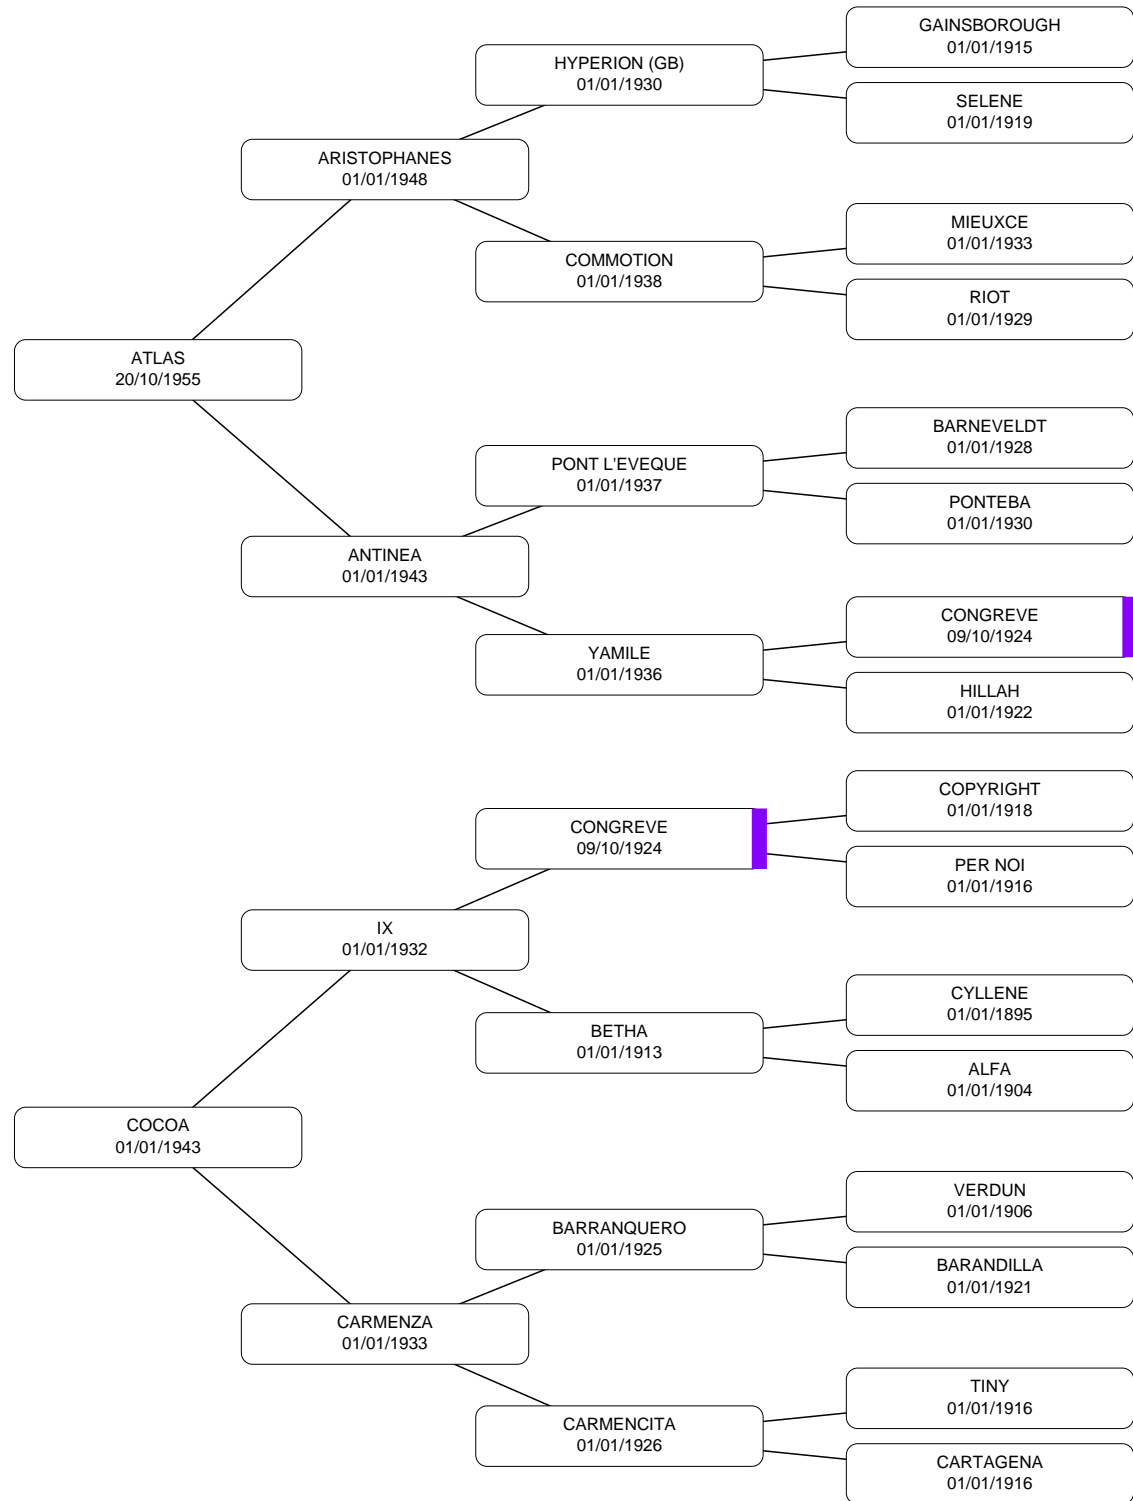 GAINSBOROUGH
01/01/1915
HYPERION (GB)
01/01/1930
SELENE
01/01/1919
ARISTOPHANES
01/01/1948
MIEUXCE
01/01/1933
COMMOTION
01/01/1938
RIOT
01/01/1929
ATLAS
20/10/1955
BARNEVELDT
01/01/1928
PONT L'EVEQUE
01/01/1937
PONTEBA
01/01/1930
ANTINEA
01/01/1943
CONGREVE
09/10/1924
YAMILE
01/01/1936
HILLAH
01/01/1922
COPYRIGHT
01/01/1918
CONGREVE
09/10/1924
PER NOI
01/01/1916
IX
01/01/1932
CYLLENE
01/01/1895
BETHA
01/01/1913
ALFA
01/01/1904
COCOA
01/01/1943
VERDUN
01/01/1906
BARRANQUERO
01/01/1925
BARANDILLA
01/01/1921
CARMENZA
01/01/1933
TINY
01/01/1916
CARMENCITA
01/01/1926
CARTAGENA
01/01/1916